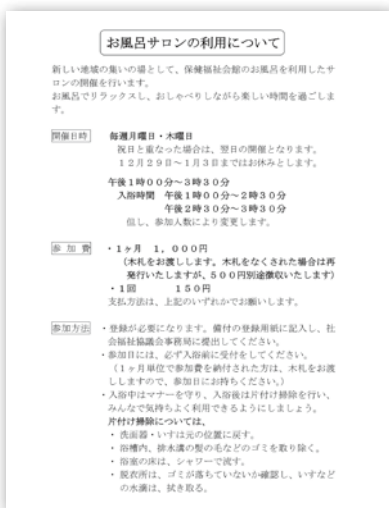 お風呂サロンの利用について
新しい地域の集いの場として、保健福祉会館のお風呂を利用したサ
ロンの開催を行います。
お風呂でリラックスし、おしゃべりしながら楽しい時間を過ごしま
す。
開催日時 毎週月曜日・木曜日
祝日と重なった場合は、翌日の開催となります。
12月29日～1月3日まではお休みとします。
午後1時00分～3時30分
入浴時間 午後1時00分～2時30分
午後2時30分～3時30分
但し、参加人数により変更します。
参加費 ・1ヶ月 1,000円
(木札をお渡しします。木札をなくされた場合は再
発行いたしますが、500円別途徴収いたします)
・1回 150円
支払方法は、上記のいずれかでお願いします。
参加方法 ・登録が必要になります。備付の登録用紙に記入し、社
会福祉協議会事務局に提出してください。
・参加日には、必ず入浴前に受付をしてください。
(1ヶ月単位で参加費を納付された方は、木札をお渡
ししますので、参加日にお持ちください。)
・入浴中はマナーを守り、入浴後は片付け掃除を行い、
みんなで気持ちよく利用できるようにしましょう。
片付け掃除については、
・洗面器・いすは元の位置に戻す。
・浴槽内、排水溝の髪の毛などのゴミを取り除く。
・浴室の床は、シャワーで流す。
・脱衣所は、ゴミが落ちていないか確認し、いすなど
の水滴は、拭き取る。